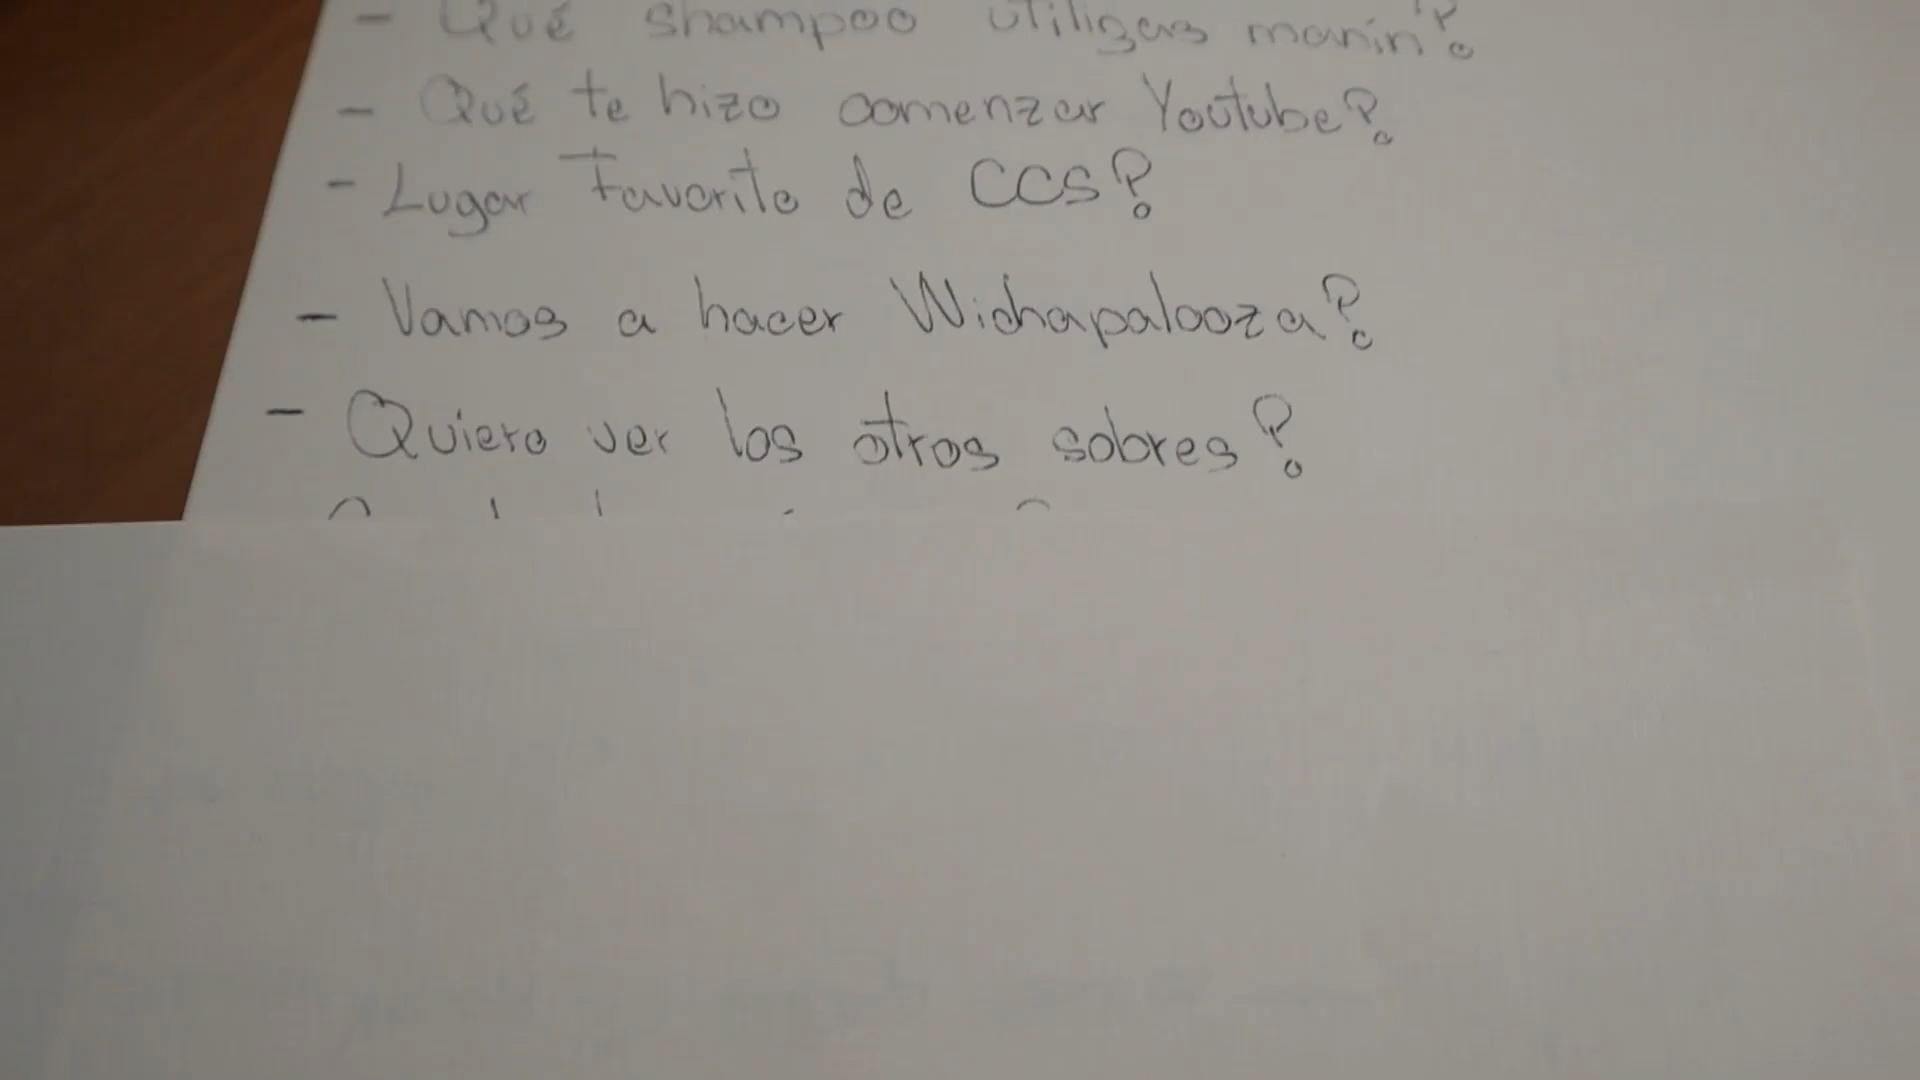 - Qué shampoo utilizas manin?
- Qué te hizo comenzar Youtube?
- Lugar Favorito de CCS?
- Vamos a hacer Wichapalooza?
- Quiero ver los otros sobres?